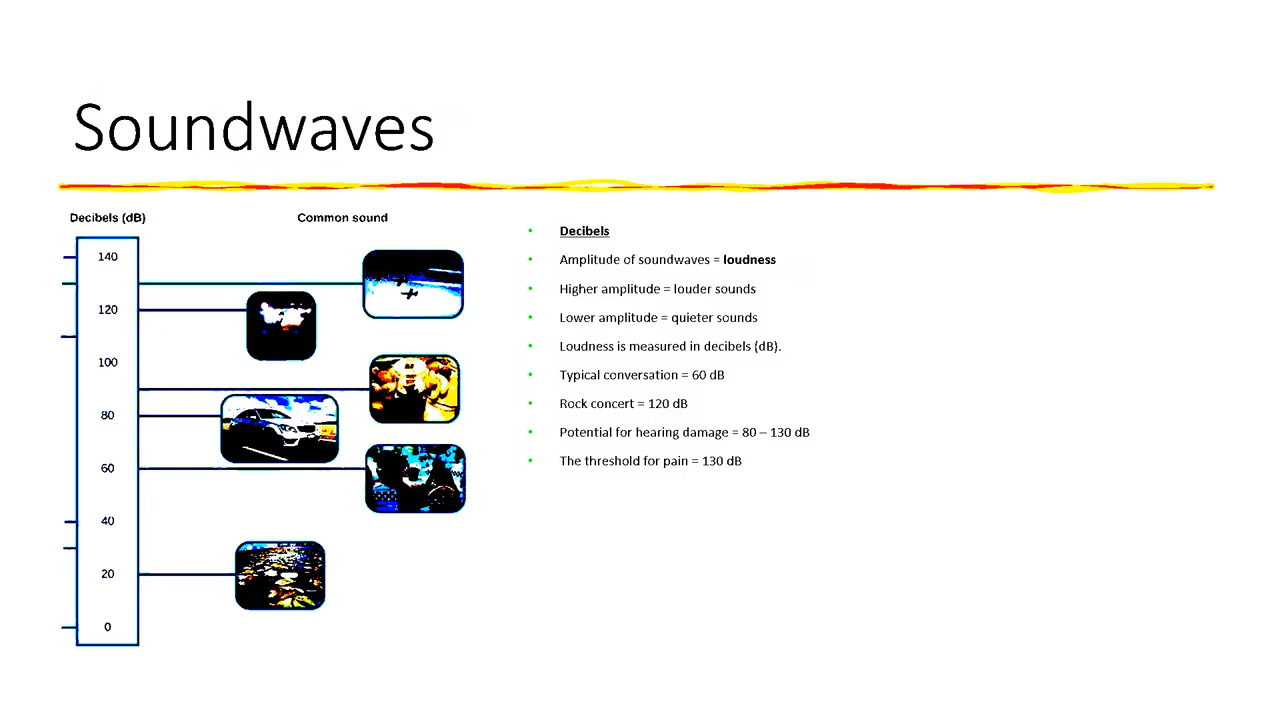 Soundwaves
Decibels (dB)
Common sound
140
120
100
80
60
40
20
0
Decibels
Amplitude of soundwaves = loudness
Higher amplitude = louder sounds
Lower amplitude = quieter sounds
Loudness is measured in decibels (dB).
Typical conversation = 60 dB
Rock concert = 120 dB
Potential for hearing damage = 80 – 130 dB
The threshold for pain = 130 dB